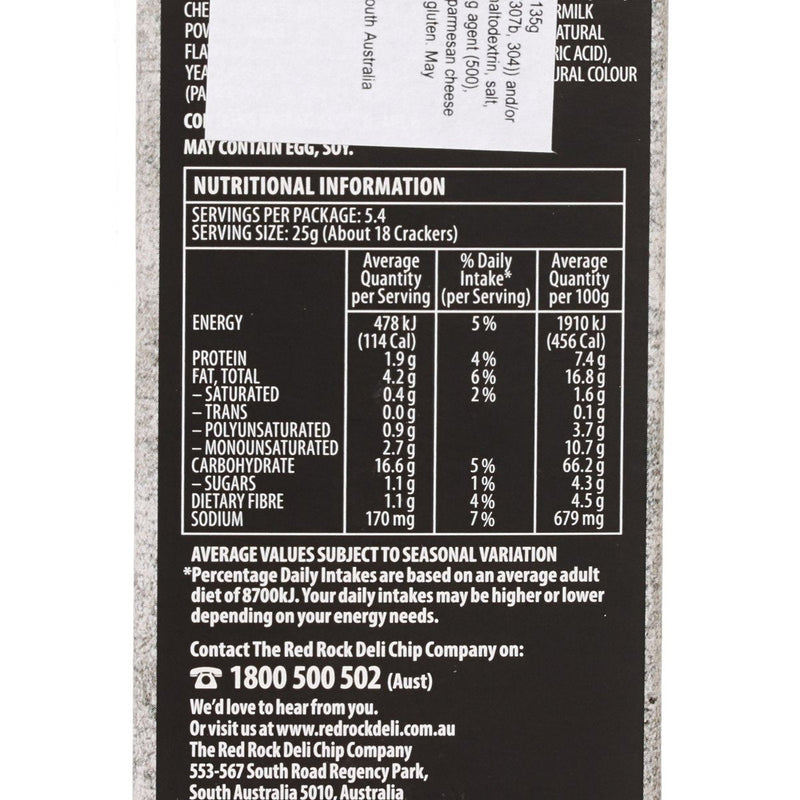 CHE
RMILK
POW
ATURAL
FLA
RIC ACID),
YEA
URAL COLOUR
(PA
CO
135g
307b, 304)) and/or
altodextrin, salt,
g agent (500),
parmesan cheese
gluten. May
outh Australia
MAY CONTAIN EGG, SOY.
NUTRITIONAL INFORMATION
SERVINGS PER PACKAGE: 5.4
SERVING SIZE: 25g (About 18 Crackers)
Average Quantity per Serving % Daily Intake* (per Serving) Average Quantity per 100g
ENERGY 478 kJ 5% 1910 kJ
(114 Cal) (456 Cal)
PROTEIN 1.9 g 4% 7.4 g
FAT, TOTAL 4.2 g 6% 16.8 g
– SATURATED 0.4 g 2% 1.6 g
– TRANS 0.0 g 0.1 g
– POLYUNSATURATED 0.9 g 3.7 g
– MONOUNSATURATED 2.7 g 10.7 g
CARBOHYDRATE 16.6 g 5% 66.2 g
– SUGARS 1.1 g 1% 4.3 g
DIETARY FIBRE 1.1 g 4% 4.5 g
SODIUM 170 mg 7% 679 mg
AVERAGE VALUES SUBJECT TO SEASONAL VARIATION
*Percentage Daily Intakes are based on an average adult
diet of 8700kJ. Your daily intakes may be higher or lower
depending on your energy needs.
Contact The Red Rock Deli Chip Company on:
☎ 1800 500 502 (Aust)
We'd love to hear from you.
Or visit us at www.redrockdeli.com.au
The Red Rock Deli Chip Company
553-567 South Road Regency Park,
South Australia 5010, Australia